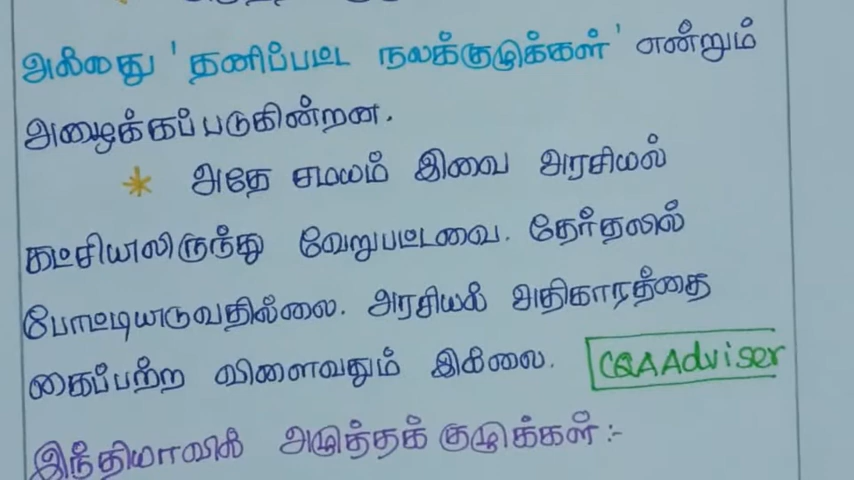 அல்லது 'தனிப்பட்ட நலக்குழுக்கள்' என்றும்
அழைக்கப்படுகின்றன.
* அதே சமயம் இவை அரசியல்
கட்சியிலிருந்து வேறுபட்டவை. தேர்தலில்
போட்டியிடுவதில்லை. அரசியல் அதிகாரத்தை
கைப்பற்ற விளைவதும் இல்லை. CQAAdviser
இந்தியாவில் அழுத்தக் குழுக்கள் :-